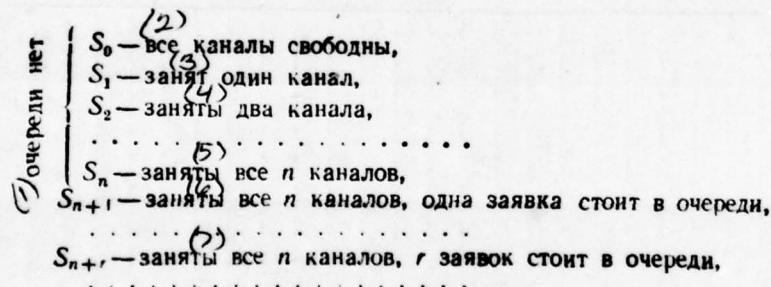 (1) очереди нет
(2)
S₀ — все каналы свободны,
(3)
S₁ — занят один канал,
(4)
S₂ — заняты два канала,
. . . . . . . . . . . . . . . . . . . .
(5)
Sₙ — заняты все n каналов,
(6)
Sₙ₊₁ — заняты все n каналов, одна заявка стоит в очереди,
. . . . . . . . . . . . . . . . . . . .
(7)
Sₙ₊ᵣ — заняты все n каналов, r заявок стоит в очереди,
. . . . . . . . . . . . . . . . . . . .